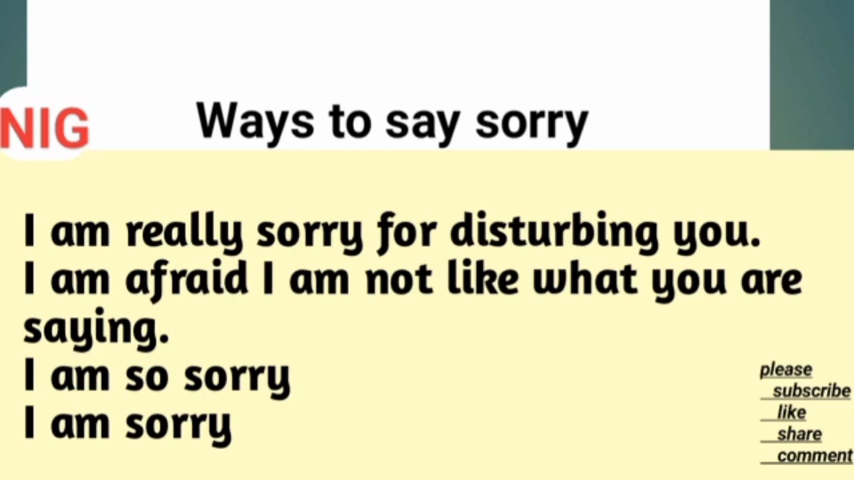 NIG
Ways to say sorry
I am really sorry for disturbing you.
I am afraid I am not like what you are
saying.
I am so sorry
I am sorry
please
subscribe
like
share
comment